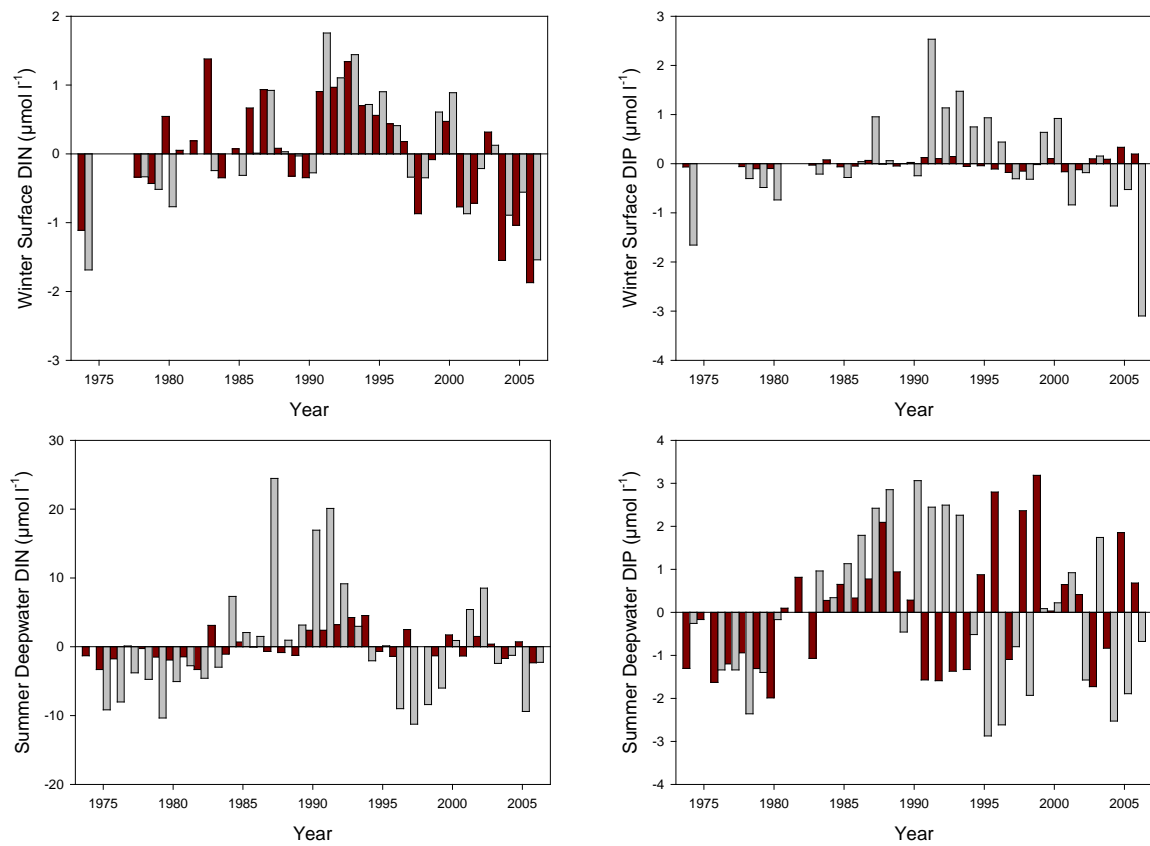 2
1
0
-1
-2
-3
Winter Surface DIN (µmol l-1)
1975 1980 1985 1990 1995 2000 2005
Year
3
2
1
0
-1
-2
-3
-4
Winter Surface DIP (µmol l-1)
1975 1980 1985 1990 1995 2000 2005
Year
30
20
10
0
-10
-20
Summer Deepwater DIN (µmol l-1)
1975 1980 1985 1990 1995 2000 2005
Year
4
3
2
1
0
-1
-2
-3
-4
Summer Deepwater DIP (µmol l-1)
1975 1980 1985 1990 1995 2000 2005
Year